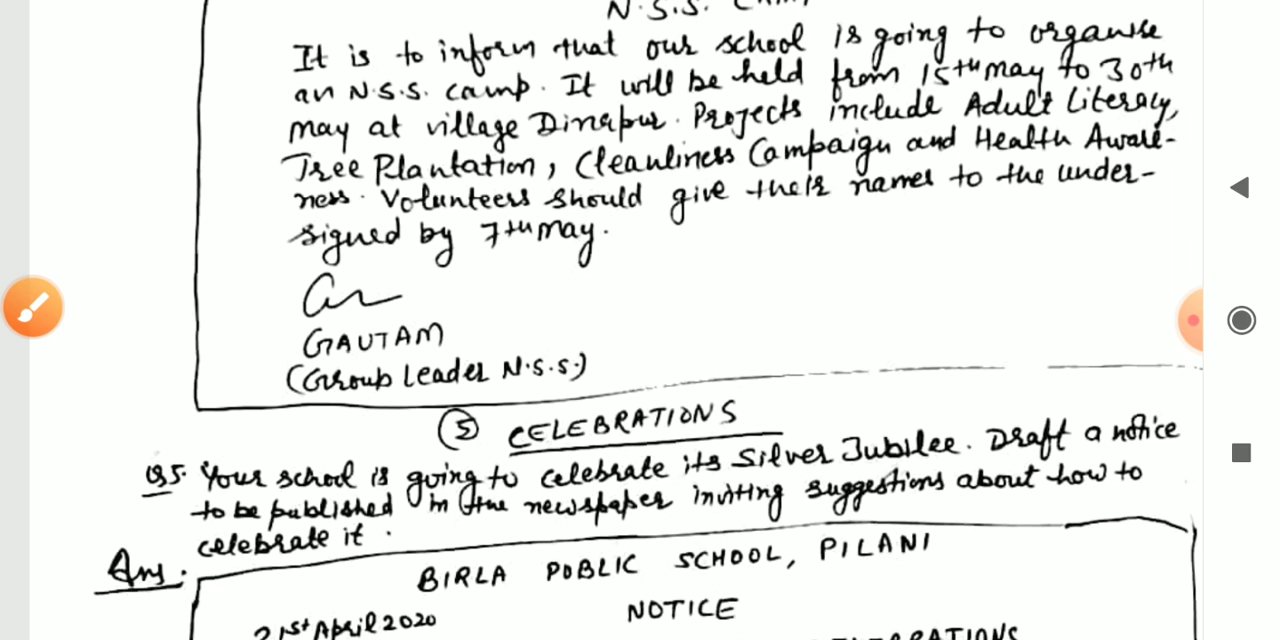 N.S.S. 
It is to inform that our school is going to organise
an N.S.S. camp. It will be held from 15th may to 30th
may at village Dinapur. Projects include Adult Literacy,
Tree Plantation, Cleanliness Campaign and Health Aware-
ness. Volunteers should give their names to the under-
signed by 7th may.
GAUTAM
(Group Leader N.S.S.)
5 CELEBRATIONS
Q5. Your school is going to celebrate its Silver Jubilee. Draft a notice
to be published in the newspaper inviting suggestions about how to
celebrate it.
Ans.
BIRLA PUBLIC SCHOOL, PILANI
NOTICE
21st April 2020